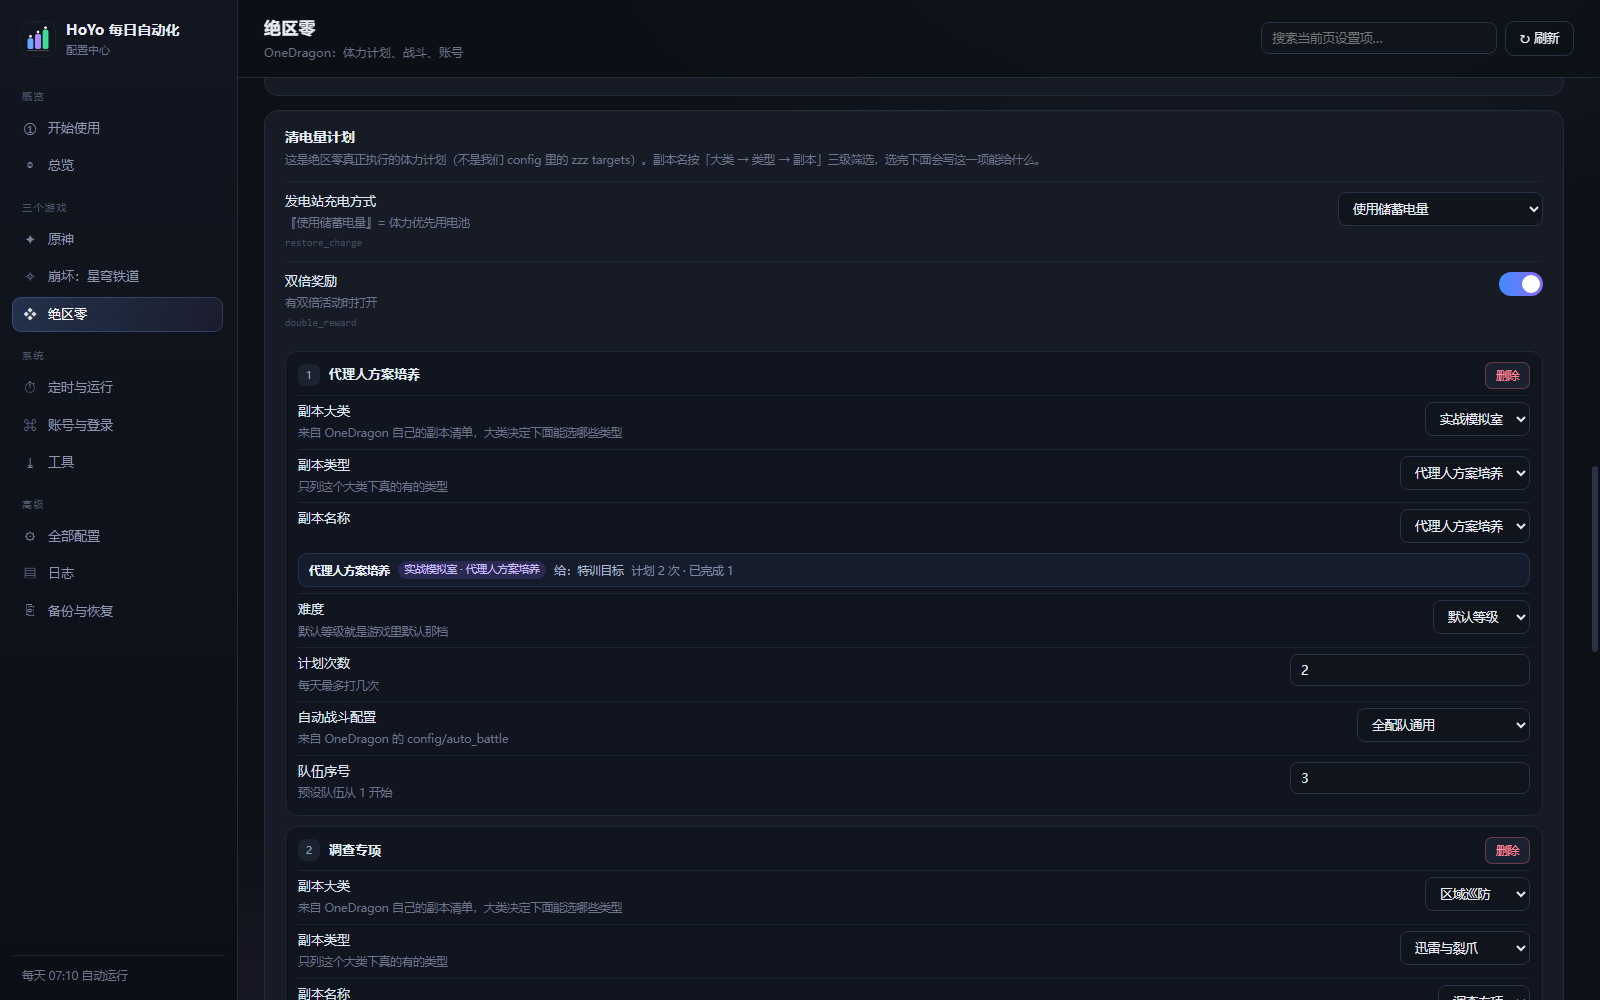 HoYo 每日自动化
配置中心
概览
① 开始使用
总览
三个游戏
原神
崩坏：星穹铁道
绝区零
系统
定时与运行
账号与登录
工具
高级
全部配置
日志
备份与恢复
每天 07:10 自动运行
绝区零
OneDragon：体力计划、战斗、账号
搜索当前页设置项...
↻ 刷新
清电量计划
这是绝区零真正执行的体力计划（不是我们 config 里的 zzz targets）。副本名按「大类 → 类型 → 副本」三级筛选，选完下面会写这一项能给什么。
发电站充电方式
『使用储蓄电量』= 体力优先用电池
restore_charge
使用储蓄电量
双倍奖励
有双倍活动时打开
double_reward
1 代理人方案培养
删除
副本大类
来自 OneDragon 自己的副本清单，大类决定下面能选哪些类型
实战模拟室
副本类型
只列这个大类下真的有的类型
代理人方案培养
副本名称
代理人方案培养
代理人方案培养 实战模拟室 · 代理人方案培养 给：特训目标 计划 2 次 · 已完成 1
难度
默认等级就是游戏里默认那档
默认等级
计划次数
每天最多打几次
2
自动战斗配置
来自 OneDragon 的 config/auto_battle
全配队通用
队伍序号
预设队伍从 1 开始
3
2 调查专项
删除
副本大类
来自 OneDragon 自己的副本清单，大类决定下面能选哪些类型
区域巡防
副本类型
只列这个大类下真的有的类型
迅雷与裂爪
副本名称
调查专项